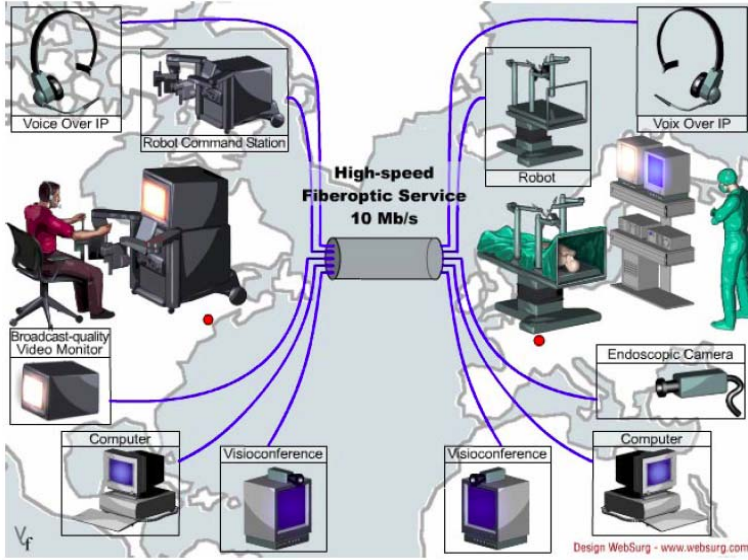 Voice Over IP
Robot Command Station
High-speed
Fiberoptic Service
10 Mb/s
Robot
Voix Over IP
Broadcast-quality
Video Monitor
Endoscopic Camera
Computer
Visioconference
Visioconference
Computer
Vf
Design WebSurg - www.websurg.com